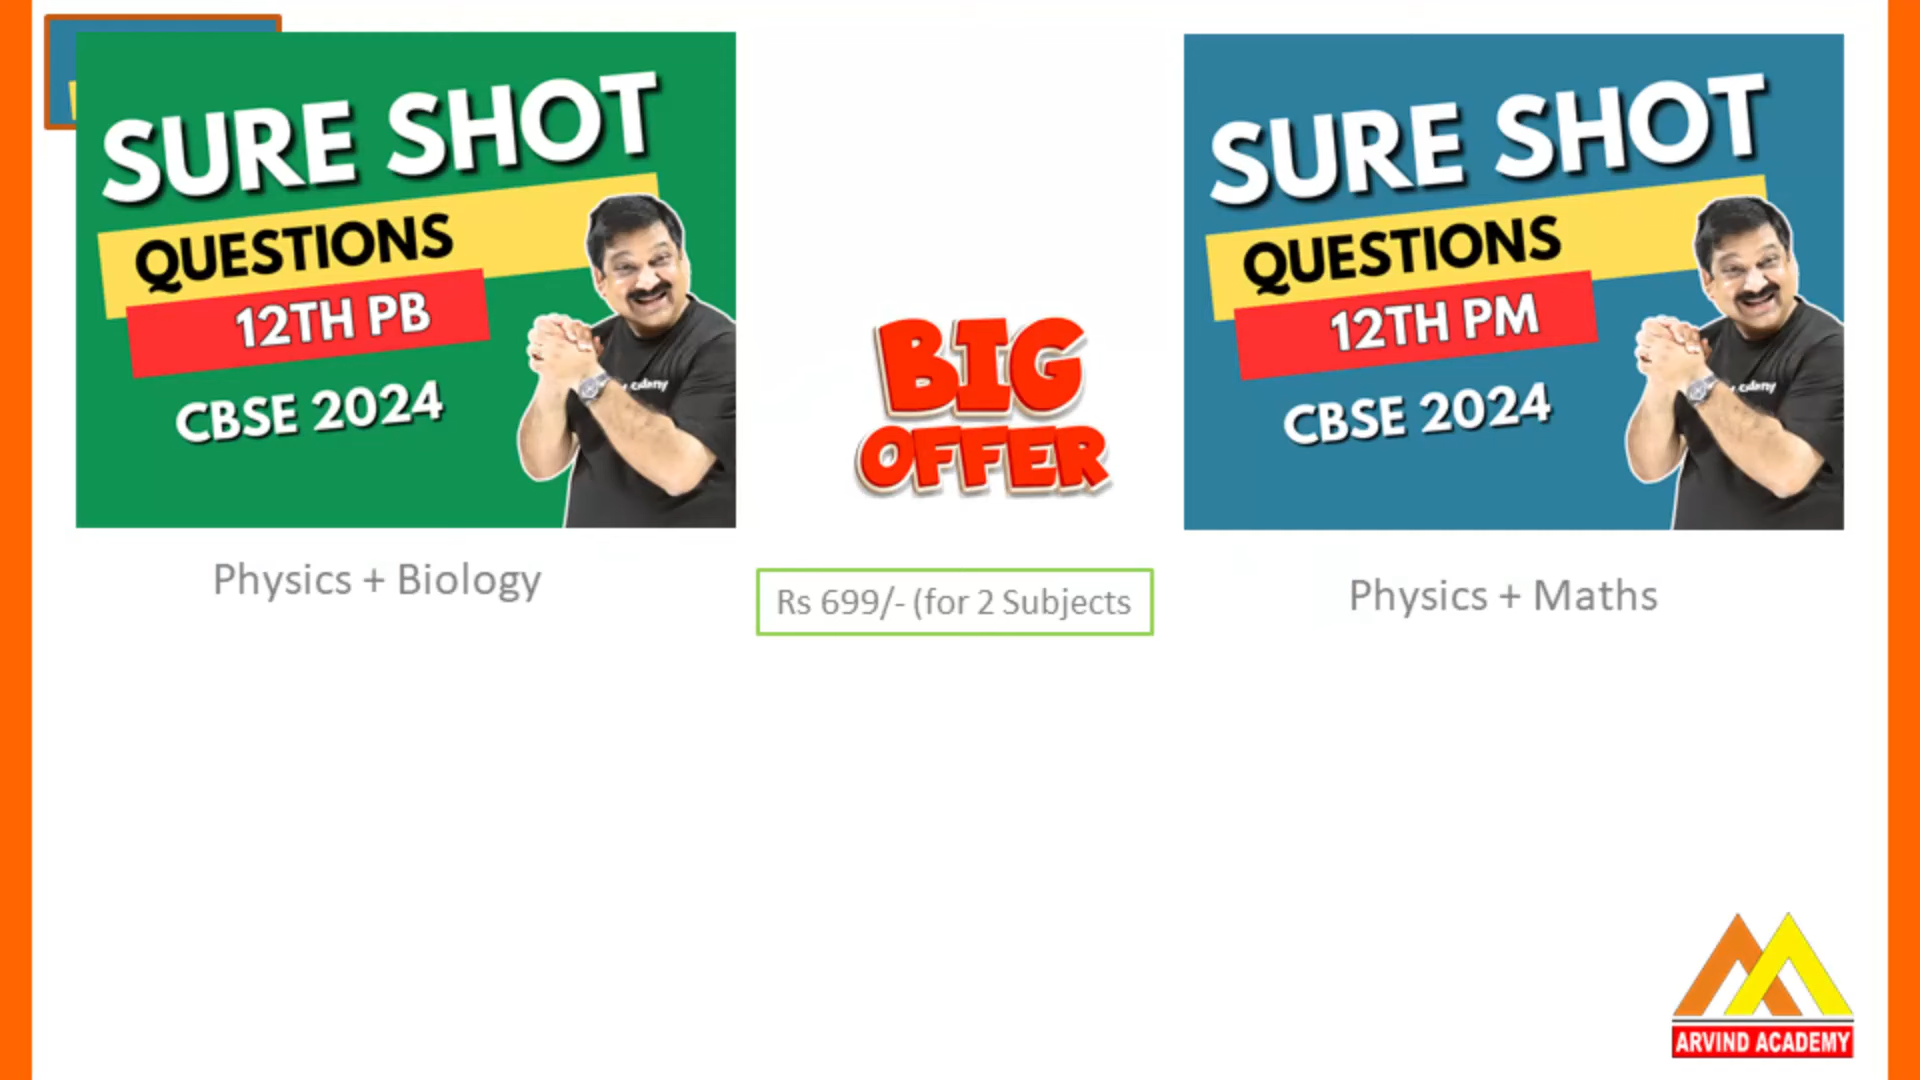 SURE SHOT
QUESTIONS
12TH PB
CBSE 2024
Physics + Biology
BIG
OFFER
Rs 699/- (for 2 Subjects
SURE SHOT
QUESTIONS
12TH PM
CBSE 2024
Physics + Maths
ARVIND ACADEMY